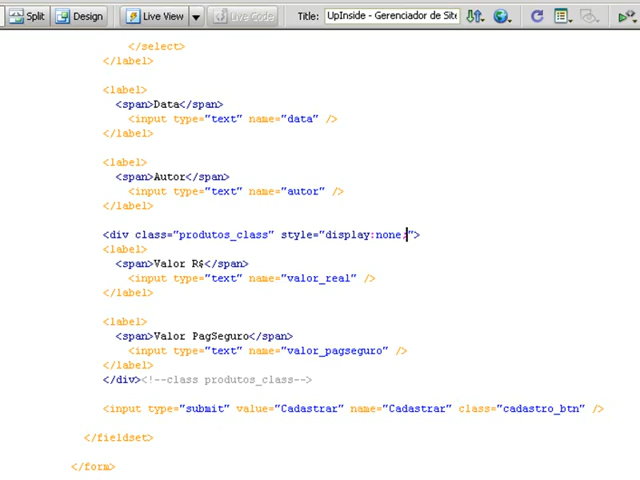 Split Design Live View Live Code Title: UpInside - Gerenciador de Site
</select>
</label>
<label>
<span>Data</span>
<input type="text" name="data" />
</label>
<label>
<span>Autor</span>
<input type="text" name="autor" />
</label>
<div class="produtos_class" style="display:none;">
<label>
<span>Valor R$</span>
<input type="text" name="valor_real" />
</label>
<label>
<span>Valor PagSeguro</span>
<input type="text" name="valor_pagseguro" />
</label>
</div><!--class produtos_class-->
<input type="submit" value="Cadastrar" name="Cadastrar" class="cadastro_btn" />
</fieldset>
</form>